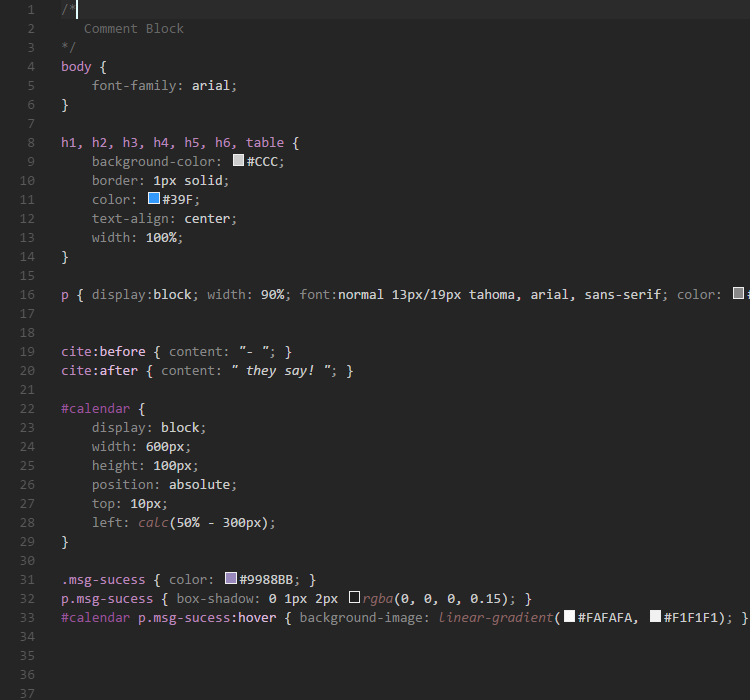 1 /*
2 Comment Block
3 */
4 body {
5 font-family: arial;
6 }
7
8 h1, h2, h3, h4, h5, h6, table {
9 background-color: #CCC;
10 border: 1px solid;
11 color: #39F;
12 text-align: center;
13 width: 100%;
14 }
15
16 p { display:block; width: 90%; font:normal 13px/19px tahoma, arial, sans-serif; color: #
17
18
19 cite:before { content: "- "; }
20 cite:after { content: " they say! "; }
21
22 #calendar {
23 display: block;
24 width: 600px;
25 height: 100px;
26 position: absolute;
27 top: 10px;
28 left: calc(50% - 300px);
29 }
30
31 .msg-sucess { color: #9988BB; }
32 p.msg-sucess { box-shadow: 0 1px 2px rgba(0, 0, 0, 0.15); }
33 #calendar p.msg-sucess:hover { background-image: linear-gradient(#FAFAFA, #F1F1F1); }
34
35
36
37